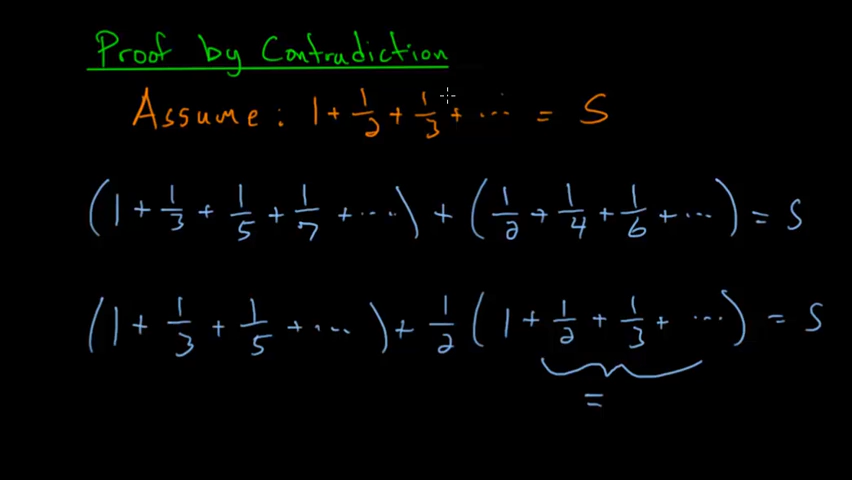 Proof by Contradiction
Assume: 1 + 1/2 + 1/3 + ... = S
(1 + 1/3 + 1/5 + 1/7 + ...) + (1/2 + 1/4 + 1/6 + ...) = S
(1 + 1/3 + 1/5 + ...) + 1/2 (1 + 1/2 + 1/3 + ...) = S
=